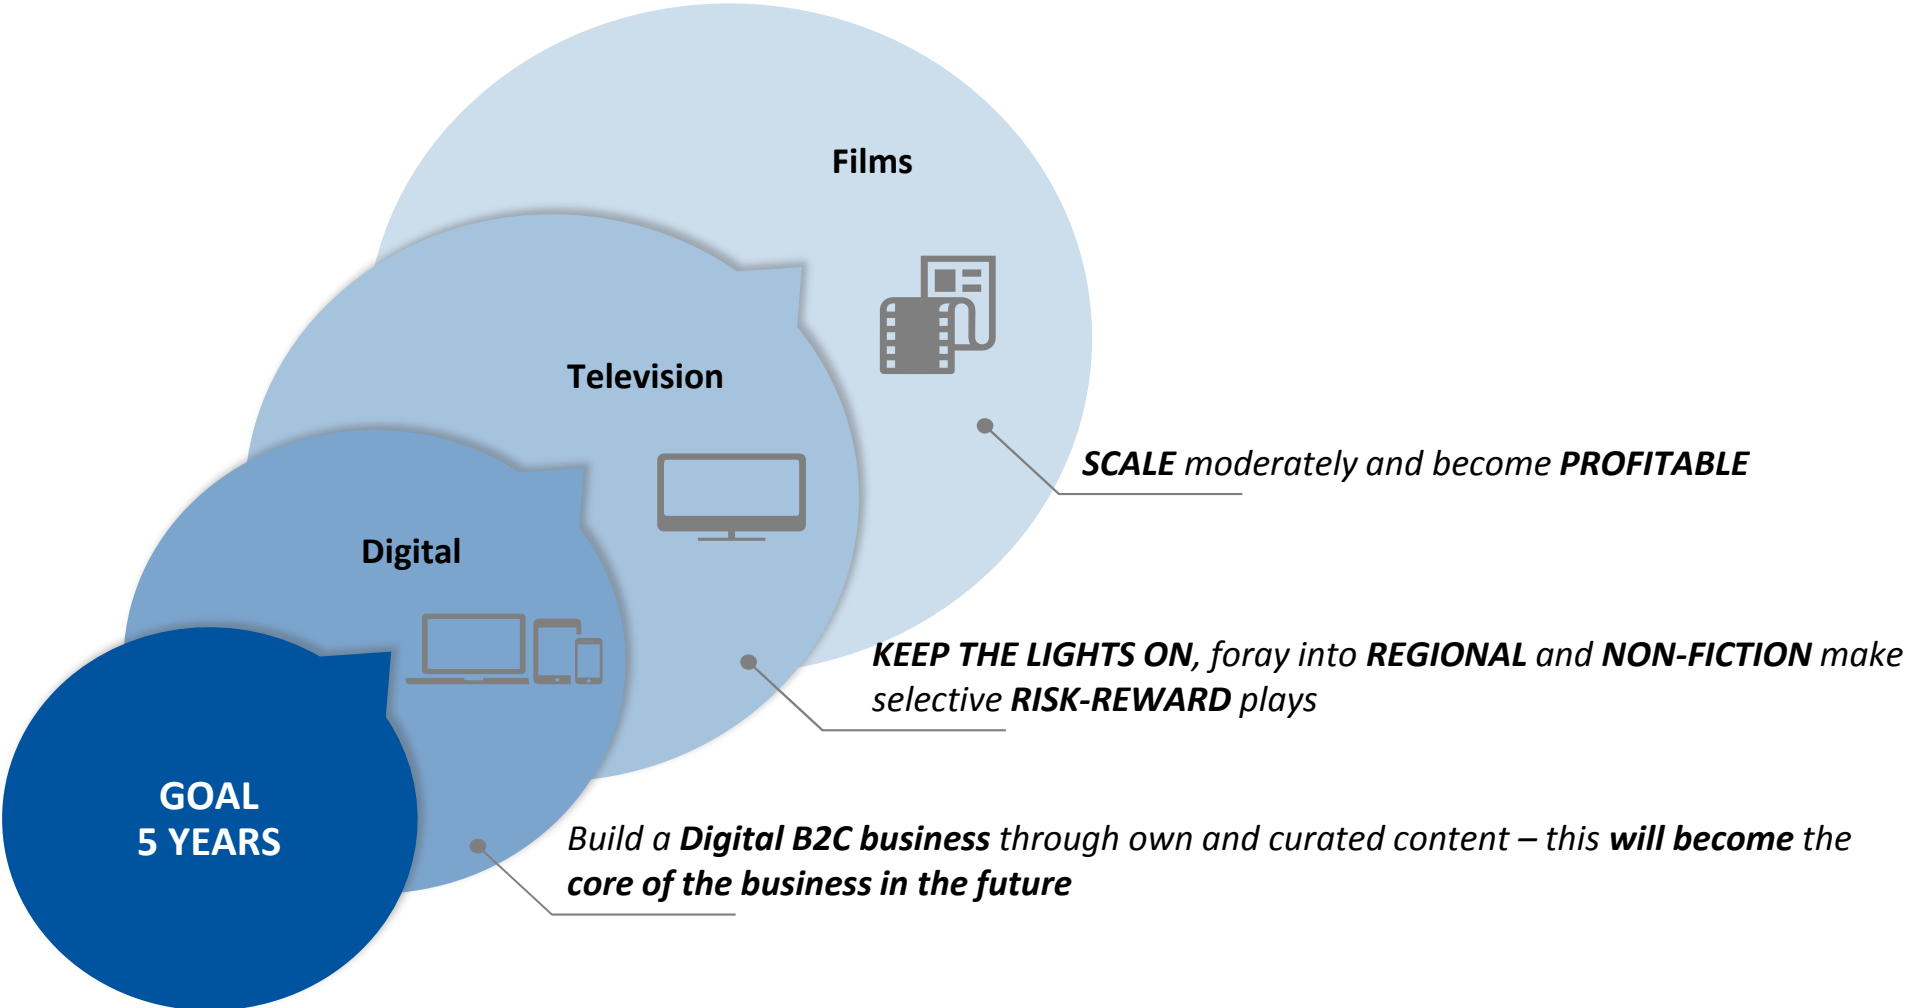 Films
SCALE moderately and become PROFITABLE
Television
KEEP THE LIGHTS ON, foray into REGIONAL and NON-FICTION make
selective RISK-REWARD plays
Digital
Build a Digital B2C business through own and curated content – this will become the
core of the business in the future
GOAL
5 YEARS